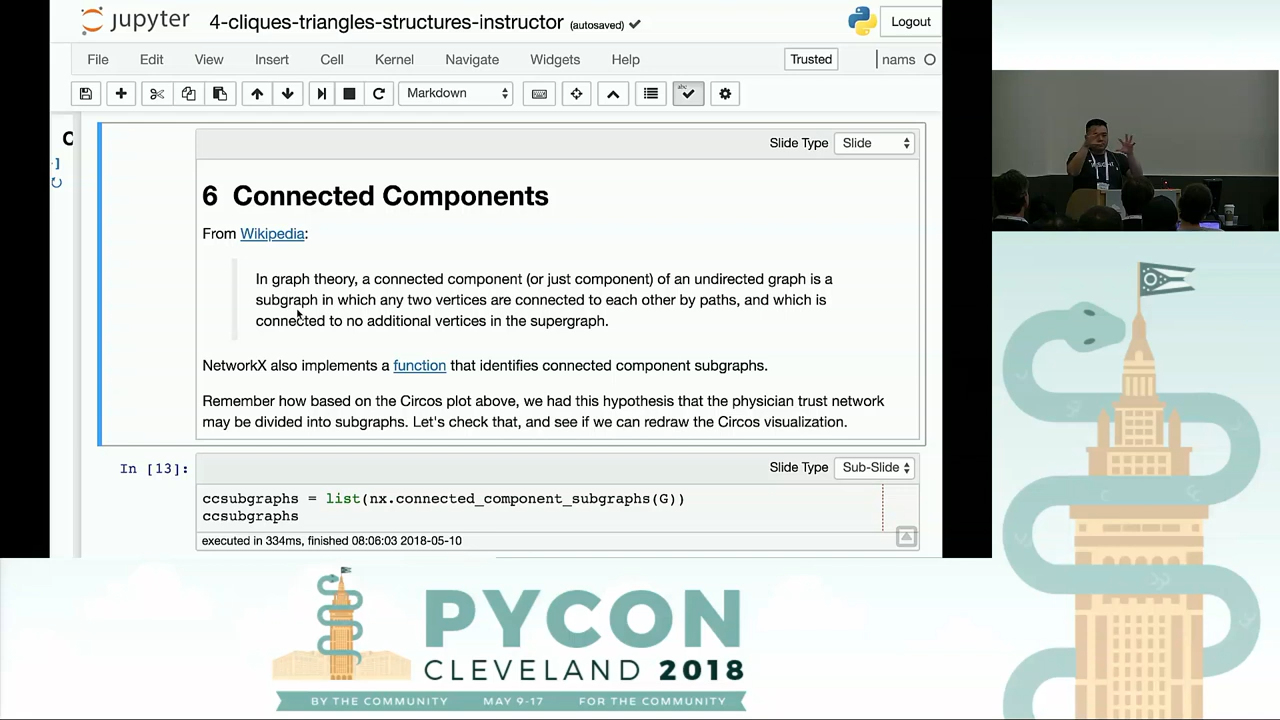 jupyter 4-cliques-triangles-structures-instructor (autosaved)
Logout
File Edit View Insert Cell Kernel Navigate Widgets Help
Trusted
nams
Markdown
abc
Slide Type Slide
6 Connected Components
From Wikipedia:
In graph theory, a connected component (or just component) of an undirected graph is a
subgraph in which any two vertices are connected to each other by paths, and which is
connected to no additional vertices in the supergraph.
NetworkX also implements a function that identifies connected component subgraphs.
Remember how based on the Circos plot above, we had this hypothesis that the physician trust network
may be divided into subgraphs. Let's check that, and see if we can redraw the Circos visualization.
In [13]:
Slide Type Sub-Slide
ccsubgraphs = list(nx.connected_component_subgraphs(G))
ccsubgraphs
executed in 334ms, finished 08:06:03 2018-05-10
PYCON
CLEVELAND 2018
BY THE COMMUNITY MAY 9-17 FOR THE COMMUNITY